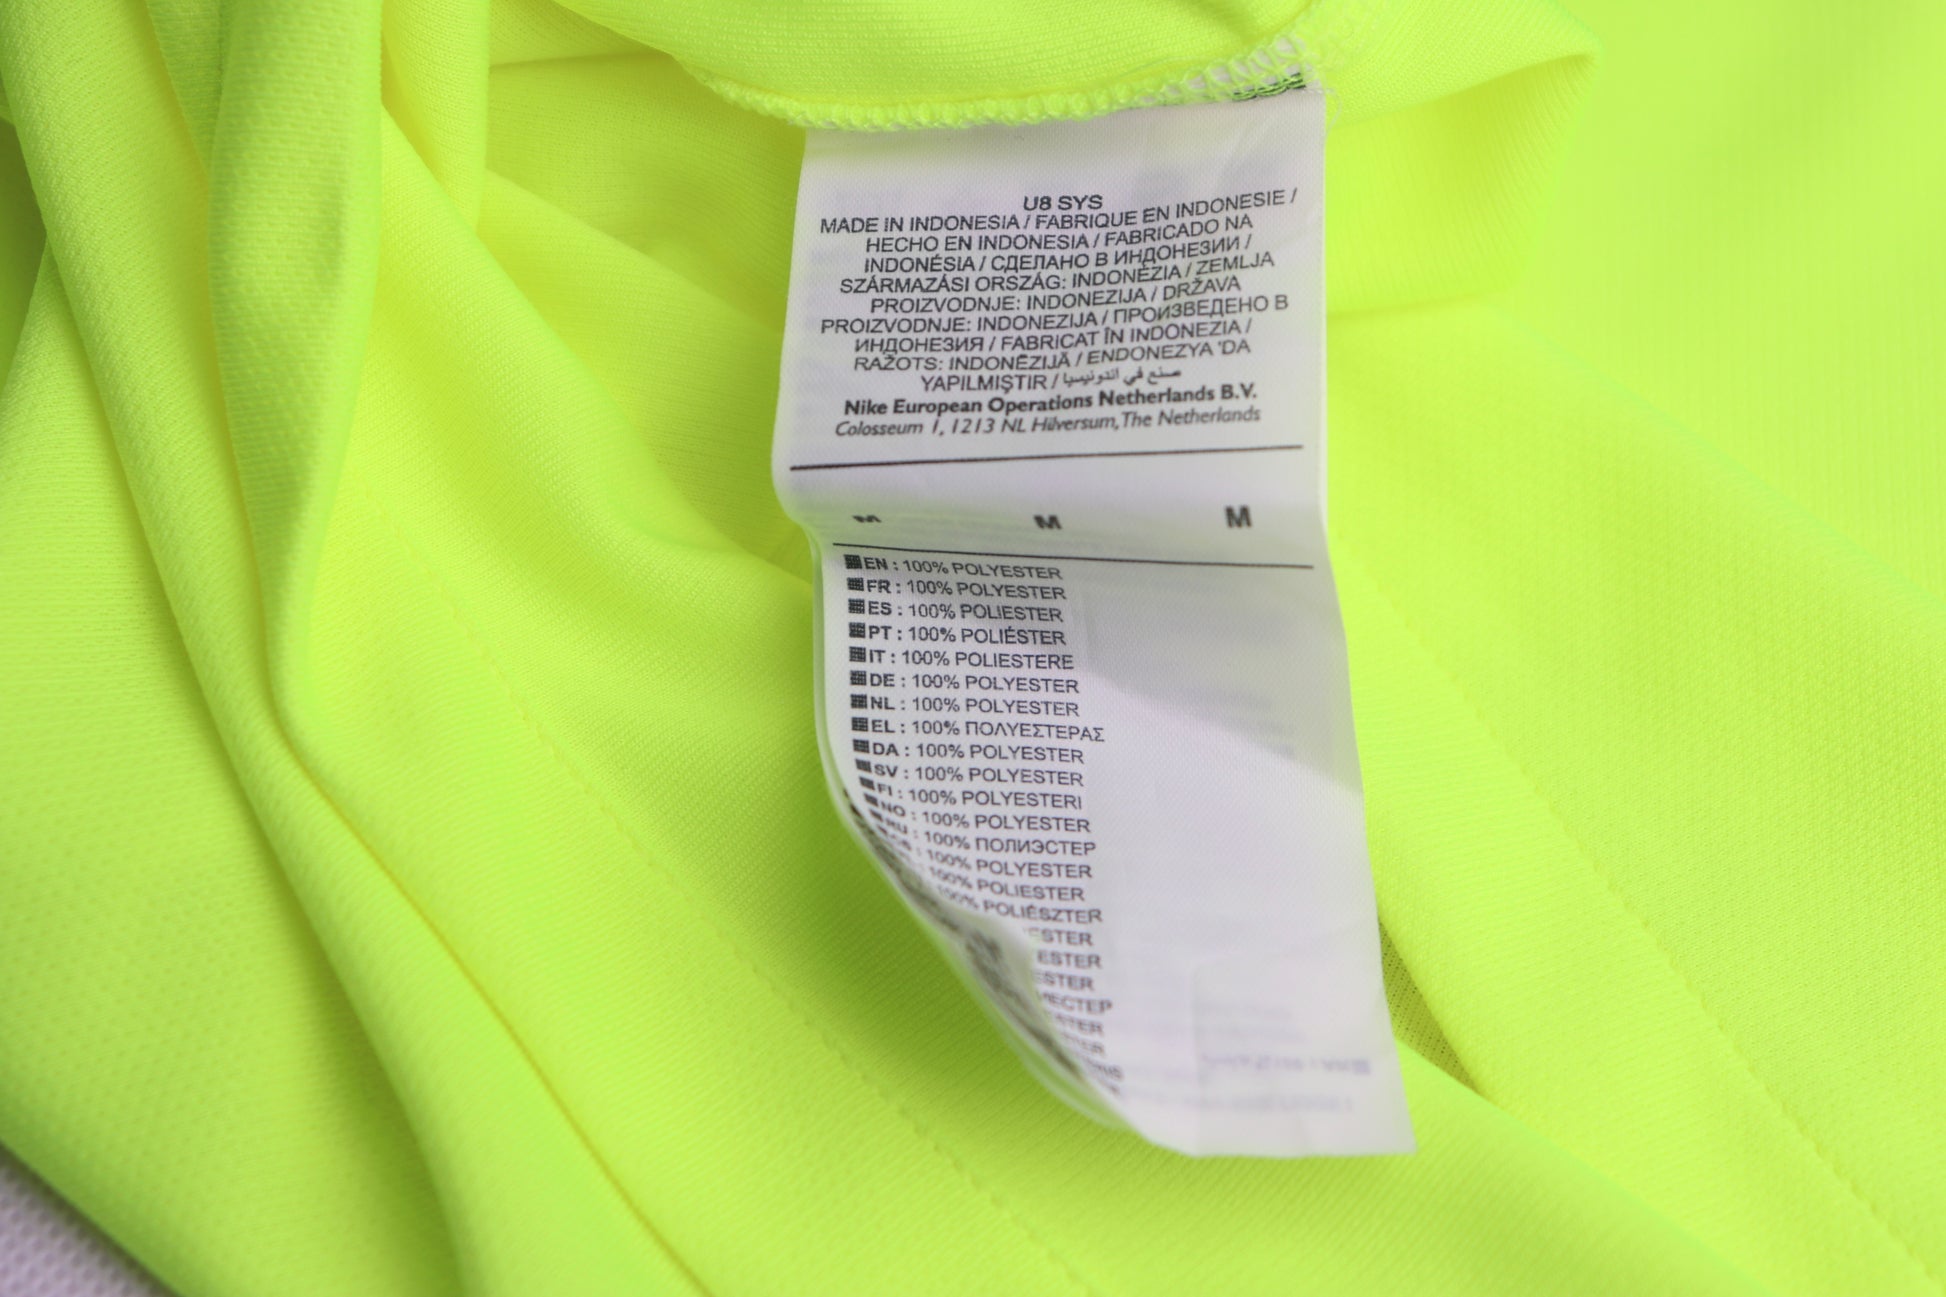 U8 SYS
MADE IN INDONESIA / FABRIQUE EN INDONESIE /
HECHO EN INDONESIA / FABRICADO NA
INDONÉSIA / СДЕЛАНО В ИНДОНЕЗИИ /
SZÁRMAZÁSI ORSZÁG: INDONÉZIA / ZEMLJA
PROIZVODNJE: INDONEZIJA / DRŽAVA
PROIZVODNJE: INDONEZIJA / ПРОИЗВЕДЕНО В
ИНДОНЕЗИЯ / FABRICAT ÎN INDONEZIA /
RAŽOTS: INDONĒZIJĀ / ENDONEZYA 'DA
YAPILMIŞTIR / صنع في اندونيسيا
Nike European Operations Netherlands B.V.
Colosseum 1, 1213 NL Hilversum, The Netherlands
M M M
EN : 100% POLYESTER
FR : 100% POLYESTER
ES : 100% POLIESTER
PT : 100% POLIÉSTER
IT : 100% POLIESTERE
DE : 100% POLYESTER
NL : 100% POLYESTER
EL : 100% ΠΟΛΥΕΣΤΕΡΑΣ
DA : 100% POLYESTER
SV : 100% POLYESTER
FI : 100% POLYESTERI
NO : 100% POLYESTER
RU : 100% ПОЛИЭСТЕР
100% POLYESTER
100% POLIESTER
100% POLIÉSZTER